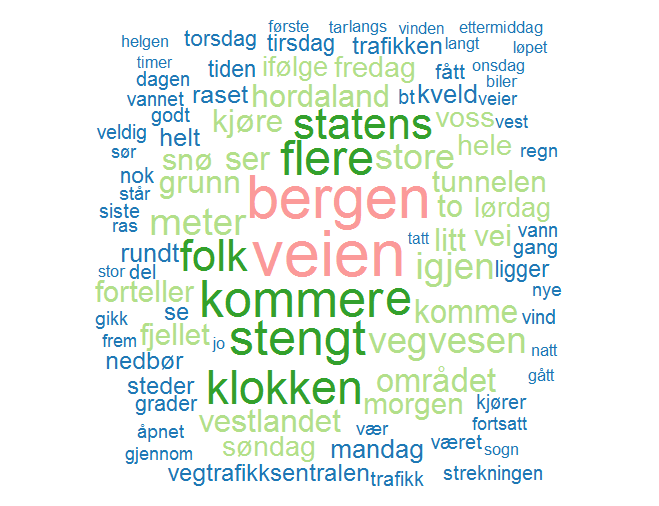 første tarlangs vinden ettermiddag
helgen torsdag tirsdag trafikken langt løpet
timer tiden ifølge fredag fått onsdag
dagen raset hordaland bt kveld biler
vannet godt kjøre statens voss veier vest
veldig helt flere store hele regn
sør snø ser
nok grunn bergen tunnelen
står meter to lørdag
siste
ras folk veien tatt litt vei vann
rundt igjen gang
stor del ligger
forteller kommere nye
gikk se komme vind
frem fjellet jo stengt vegvesen natt
nedbør
steder klokken området gått
grader morgen kjører
åpnet vestlandet vær fortsatt
gjennom søndag mandag været sogn
vegtrafikksentralen trafikk strekningen